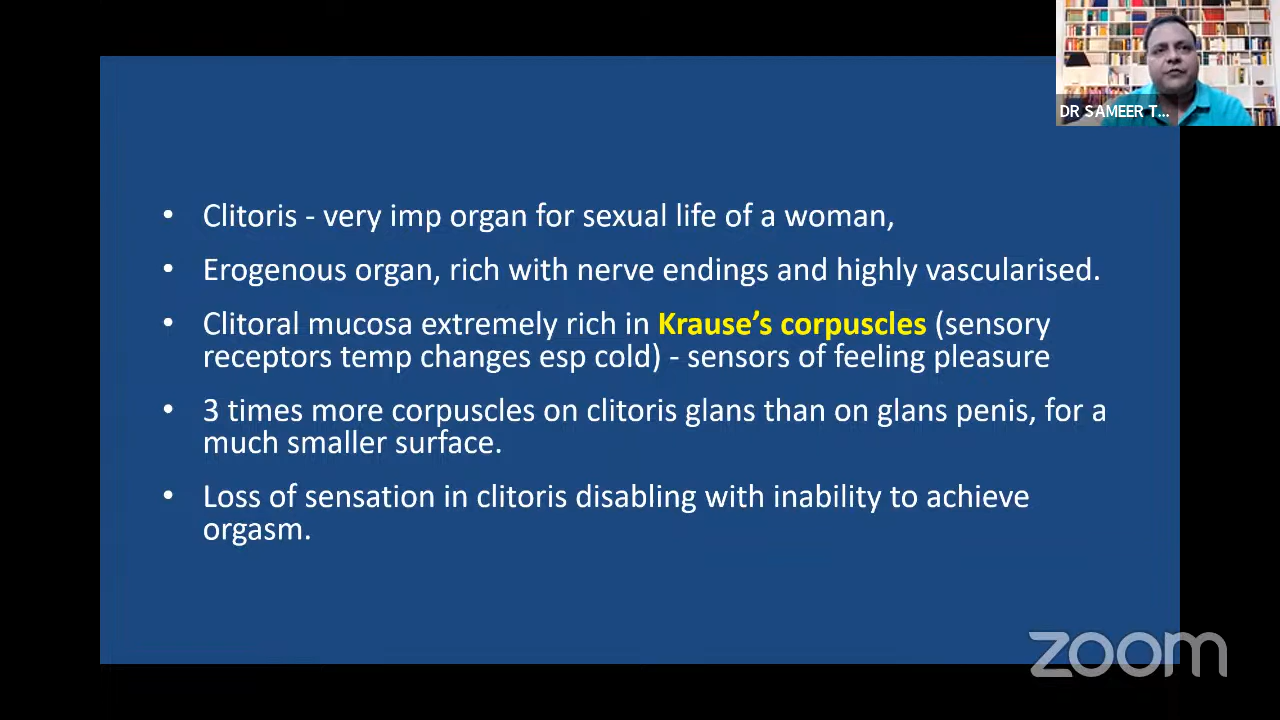 DR SAMEER T...
• Clitoris - very imp organ for sexual life of a woman,
• Erogenous organ, rich with nerve endings and highly vascularised.
• Clitoral mucosa extremely rich in Krause’s corpuscles (sensory
receptors temp changes esp cold) - sensors of feeling pleasure
• 3 times more corpuscles on clitoris glans than on glans penis, for a
much smaller surface.
• Loss of sensation in clitoris disabling with inability to achieve
orgasm.
zoom